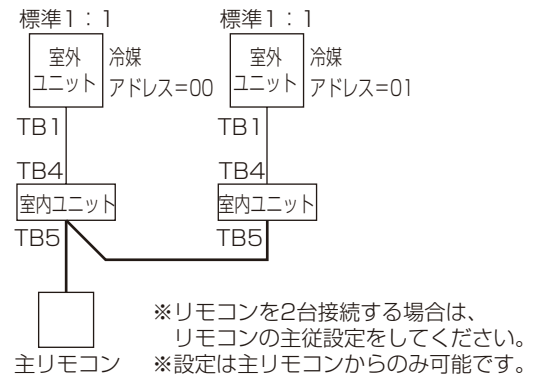 標準1：1
標準1：1
室外
ユニット
冷媒
アドレス=00
室外
ユニット
冷媒
アドレス=01
TB1
TB1
TB4
TB4
室内ユニット
室内ユニット
TB5
TB5
主リモコン
※リモコンを2台接続する場合は、
リモコンの主従設定をしてください。
※設定は主リモコンからのみ可能です。